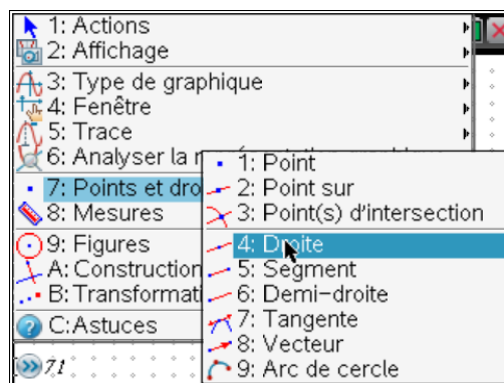 1: Actions
2: Affichage
3: Type de graphique
4: Fenêtre
5: Trace
6: Analyser la
7: Points et dro
8: Mesures
9: Figures
A: Construction
B: Transformati
C:Astuces
1: Point
2: Point sur
3: Point(s) d'intersection
4: Droite
5: Segment
6: Demi-droite
7: Tangente
8: Vecteur
9: Arc de cercle